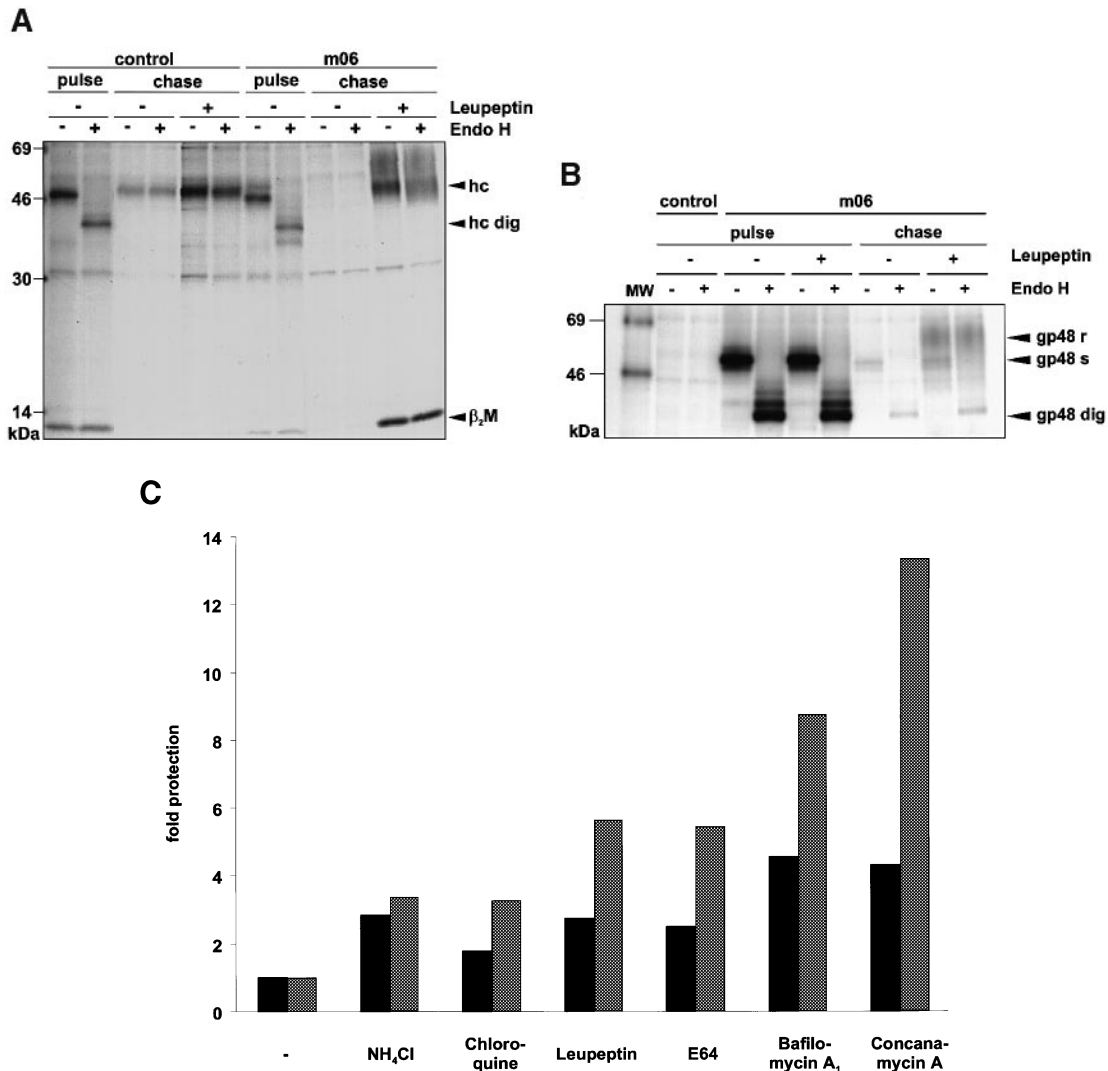 A
control m06
pulse chase pulse chase
- - + - - + Leupeptin
- + - + - + - + - + - + Endo H
69
hc
46
hc dig
30
14
β₂M
kDa
B
control m06
pulse chase
- - + - + Leupeptin
MW - + - + - + - + - + Endo H
69
gp48 r
gp48 s
46
gp48 dig
kDa
C
fold protection
14
12
10
8
6
4
2
0
- NH₄Cl Chloro- Leupeptin E64 Bafilo- Concana-
quine mycin A₁ mycin A